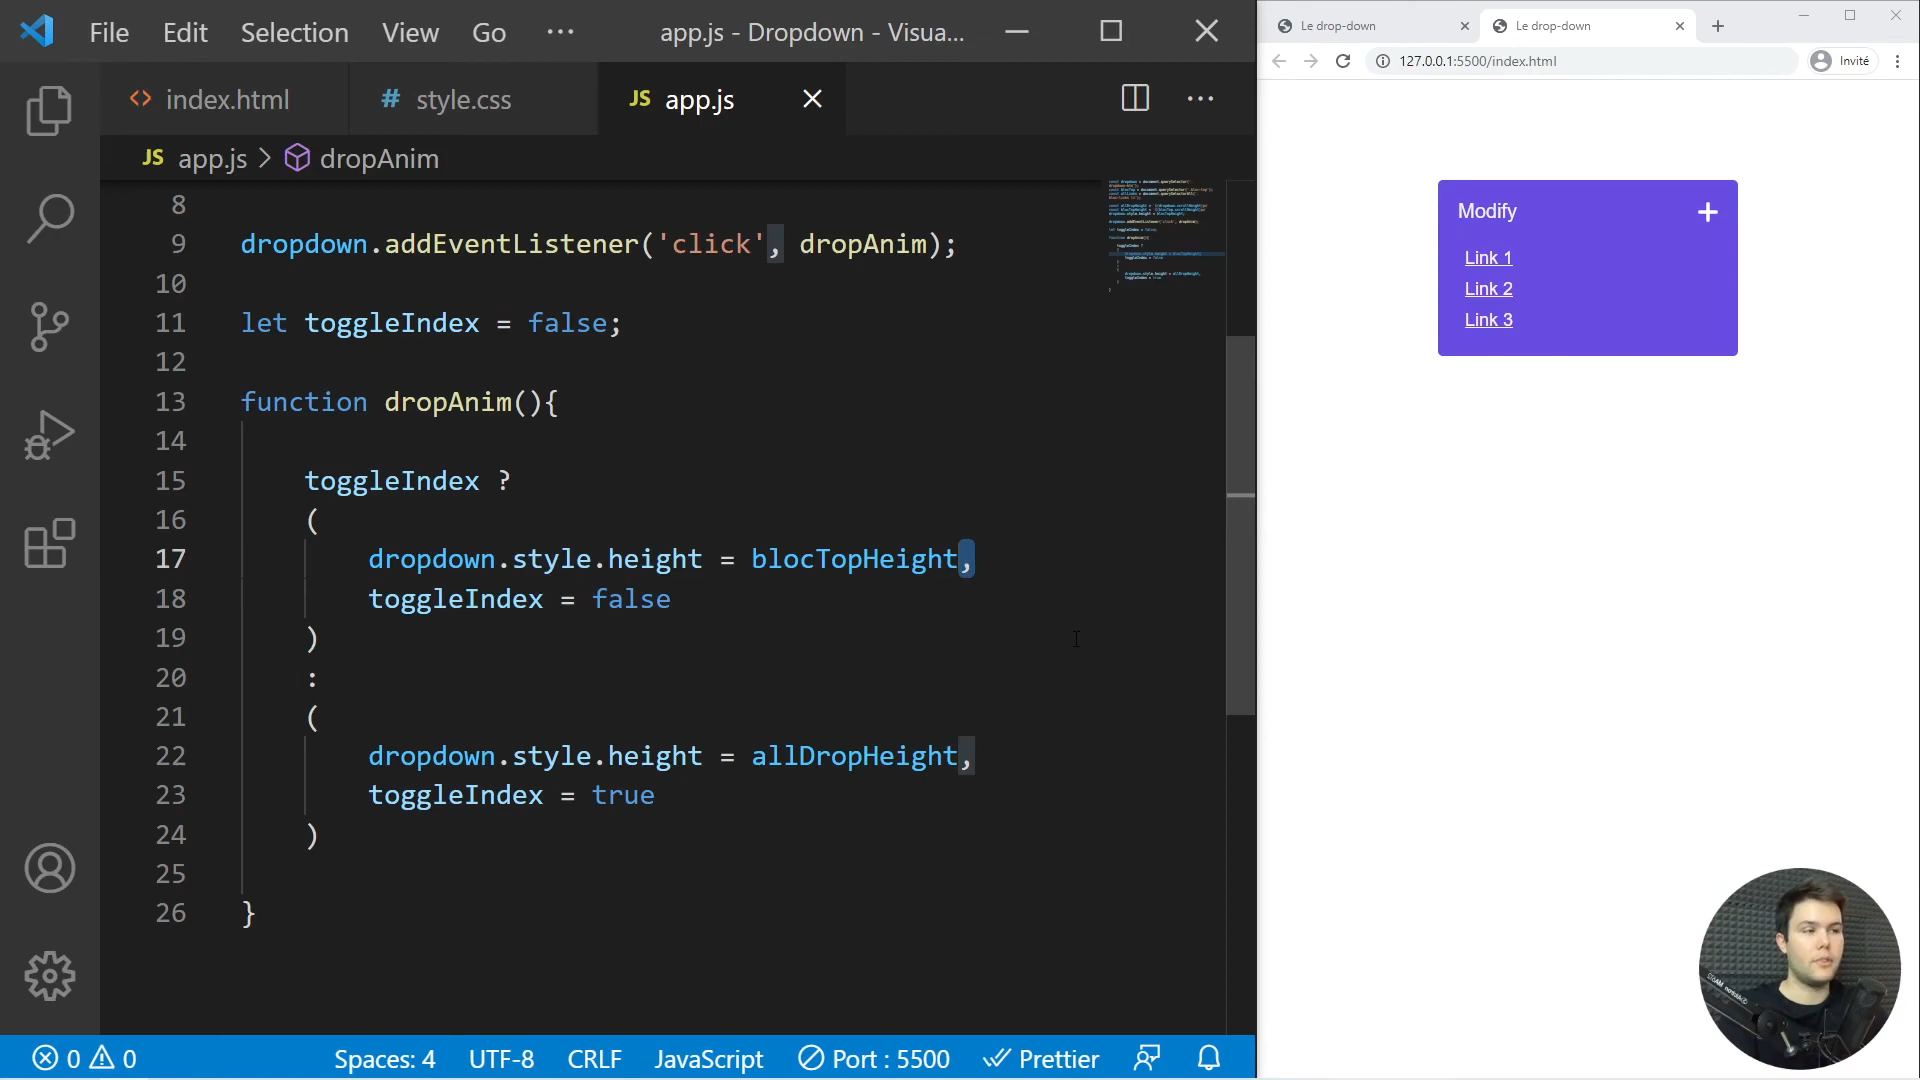 File Edit Selection View Go ··· app.js - Dropdown - Visua...
index.html
style.css
JS app.js
JS app.js > dropAnim
8
9 dropdown.addEventListener('click', dropAnim);
10
11 let toggleIndex = false;
12
13 function dropAnim(){
14
15 toggleIndex ?
16 (
17 dropdown.style.height = blocTopHeight,
18 toggleIndex = false
19 )
20 :
21 (
22 dropdown.style.height = allDropHeight,
23 toggleIndex = true
24 )
25
26 }
0 0 Spaces: 4 UTF-8 CRLF JavaScript Port : 5500 Prettier
Le drop-down
Le drop-down
127.0.0.1:5500/index.html
Invité
Modify +
Link 1
Link 2
Link 3